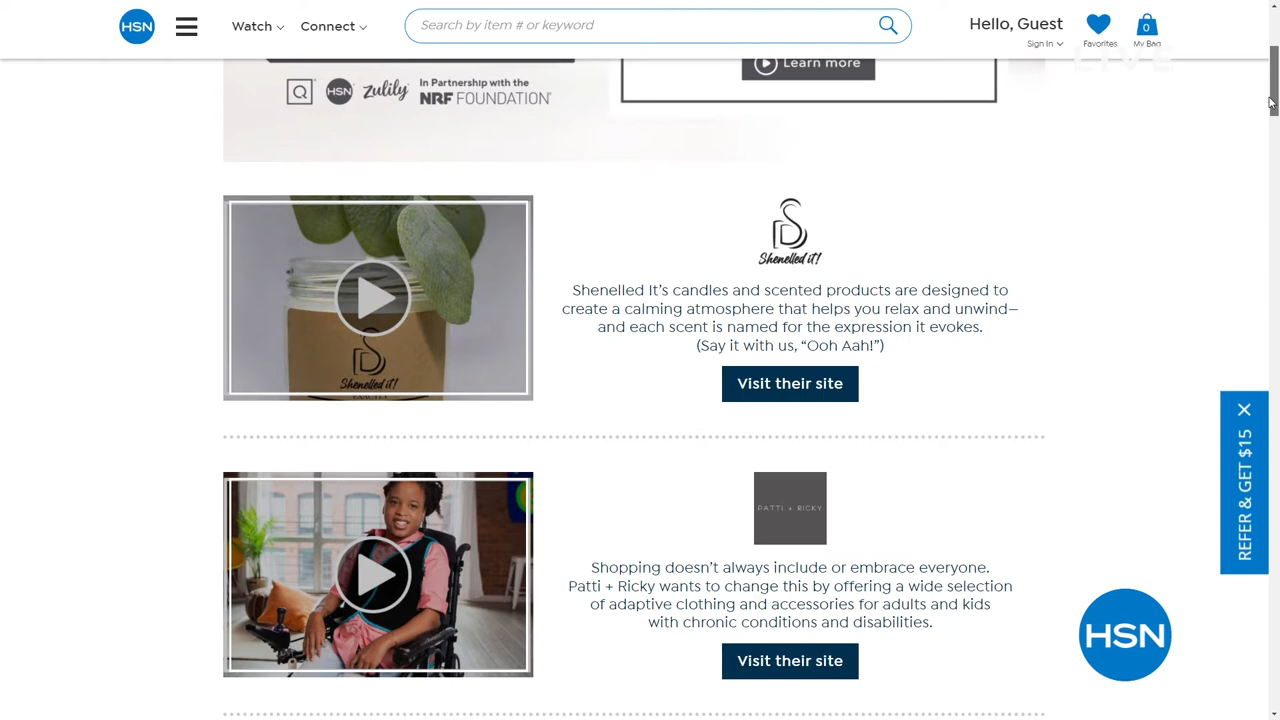 HSN
Watch
Connect
Search by item # or keyword
Hello, Guest
Sign In
Favorites
0
My Bag
LIVE
Learn more
Q
HSN
zulily
In Partnership with the
NRF FOUNDATION
Shenelled it!
Shenelled it!
EXACTLY
Shenelled It's candles and scented products are designed to
create a calming atmosphere that helps you relax and unwind—
and each scent is named for the expression it evokes.
(Say it with us, “Ooh Aah!”)
Visit their site
PATTI + RICKY
Shopping doesn't always include or embrace everyone.
Patti + Ricky wants to change this by offering a wide selection
of adaptive clothing and accessories for adults and kids
with chronic conditions and disabilities.
Visit their site
REFER & GET $15
HSN